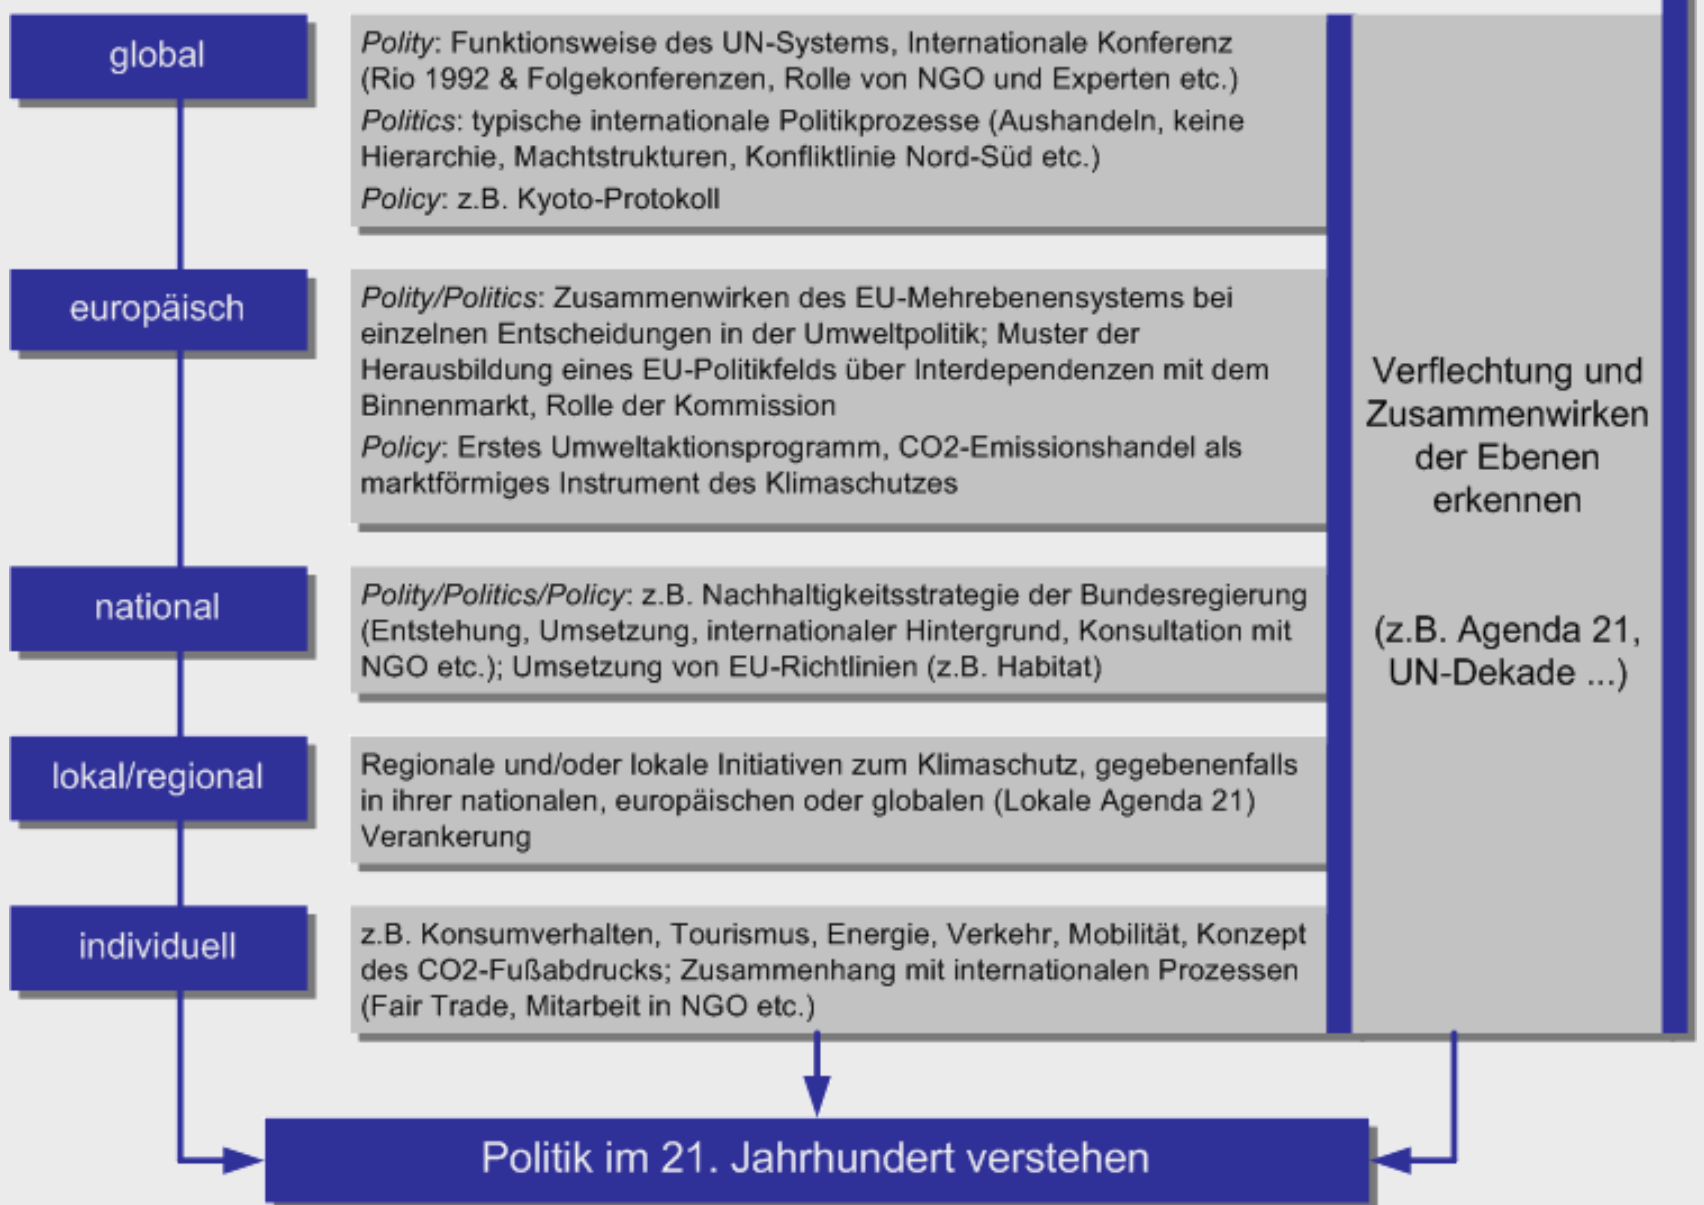 global
Polity: Funktionsweise des UN-Systems, Internationale Konferenz
(Rio 1992 & Folgekonferenzen, Rolle von NGO und Experten etc.)
Politics: typische internationale Politikprozesse (Aushandeln, keine
Hierarchie, Machtstrukturen, Konfliktlinie Nord-Süd etc.)
Policy: z.B. Kyoto-Protokoll
europäisch
Polity/Politics: Zusammenwirken des EU-Mehrebenensystems bei
einzelnen Entscheidungen in der Umweltpolitik; Muster der
Herausbildung eines EU-Politikfelds über Interdependenzen mit dem
Binnenmarkt, Rolle der Kommission
Policy: Erstes Umweltaktionsprogramm, CO2-Emissionshandel als
marktförmiges Instrument des Klimaschutzes
national
Polity/Politics/Policy: z.B. Nachhaltigkeitsstrategie der Bundesregierung
(Entstehung, Umsetzung, internationaler Hintergrund, Konsultation mit
NGO etc.); Umsetzung von EU-Richtlinien (z.B. Habitat)
lokal/regional
Regionale und/oder lokale Initiativen zum Klimaschutz, gegebenenfalls
in ihrer nationalen, europäischen oder globalen (Lokale Agenda 21)
Verankerung
individuell
z.B. Konsumverhalten, Tourismus, Energie, Verkehr, Mobilität, Konzept
des CO2-Fußabdrucks; Zusammenhang mit internationalen Prozessen
(Fair Trade, Mitarbeit in NGO etc.)
Verflechtung und
Zusammenwirken
der Ebenen
erkennen
(z.B. Agenda 21,
UN-Dekade ...)
Politik im 21. Jahrhundert verstehen